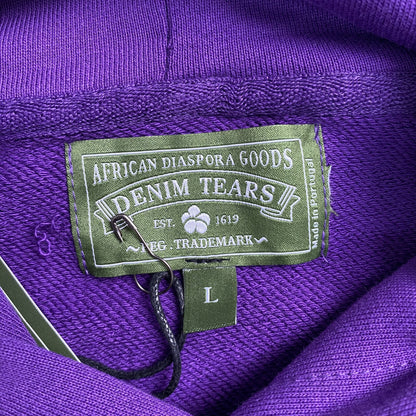 AFRICAN DIASPORA GOODS
DENIM TEARS
EST. 1619
REG. TRADEMARK
Made in Portugal
L